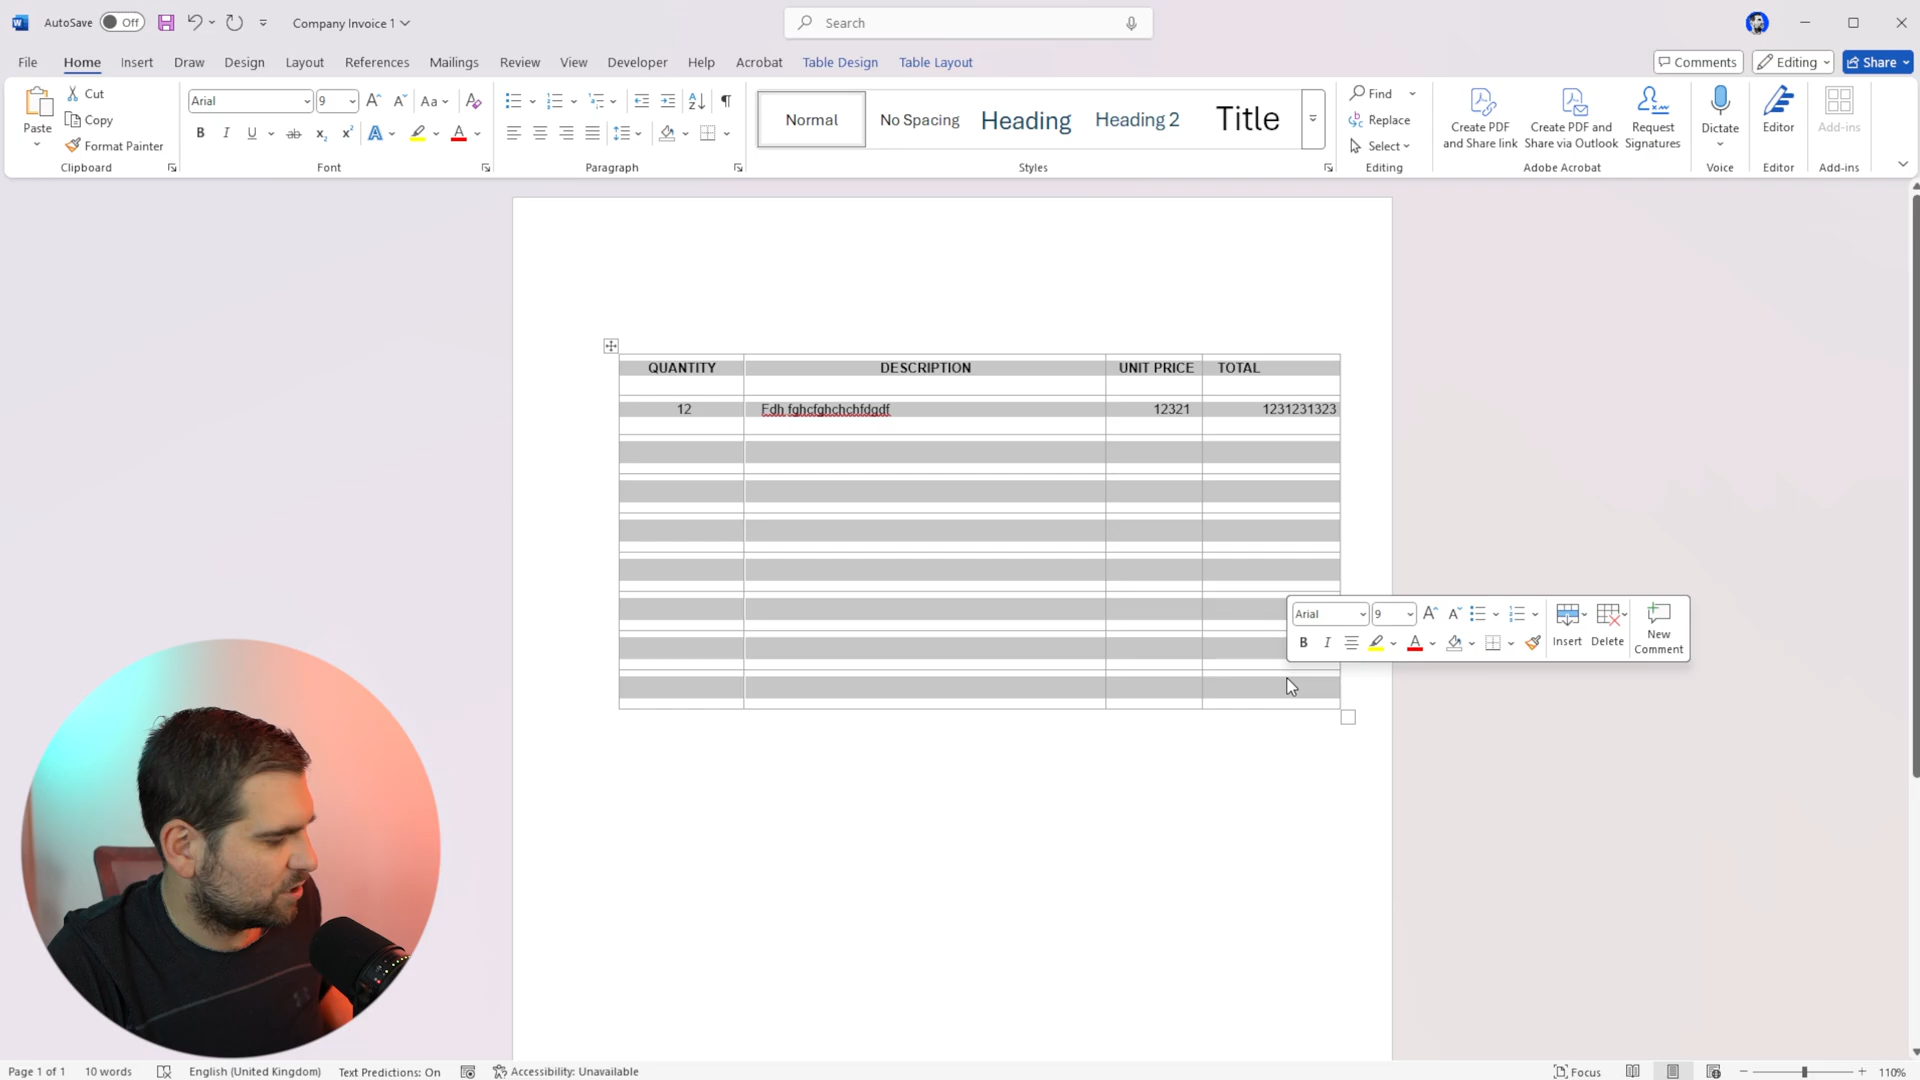 AutoSave Off Company Invoice 1 Search
File Home Insert Draw Design Layout References Mailings Review View Developer Help Acrobat Table Design Table Layout Comments Editing Share
Paste Cut Copy Format Painter
Clipboard
Arial 9 Aa
B I U ab x₂ x² A A
Font
Paragraph
Normal No Spacing Heading Heading 2 Title
Styles
Find
Replace
Select
Editing
Create PDF and Share link
Create PDF and Share via Outlook
Request Signatures
Adobe Acrobat
Dictate
Voice
Editor
Editor
Add-ins
Add-ins
QUANTITY DESCRIPTION UNIT PRICE TOTAL
12 Fdh fghcfghchchfdgdf 12321 1231231323
Arial 9 A A
B I A Insert Delete New Comment
Page 1 of 1 10 words English (United Kingdom) Text Predictions: On Accessibility: Unavailable Focus 110%